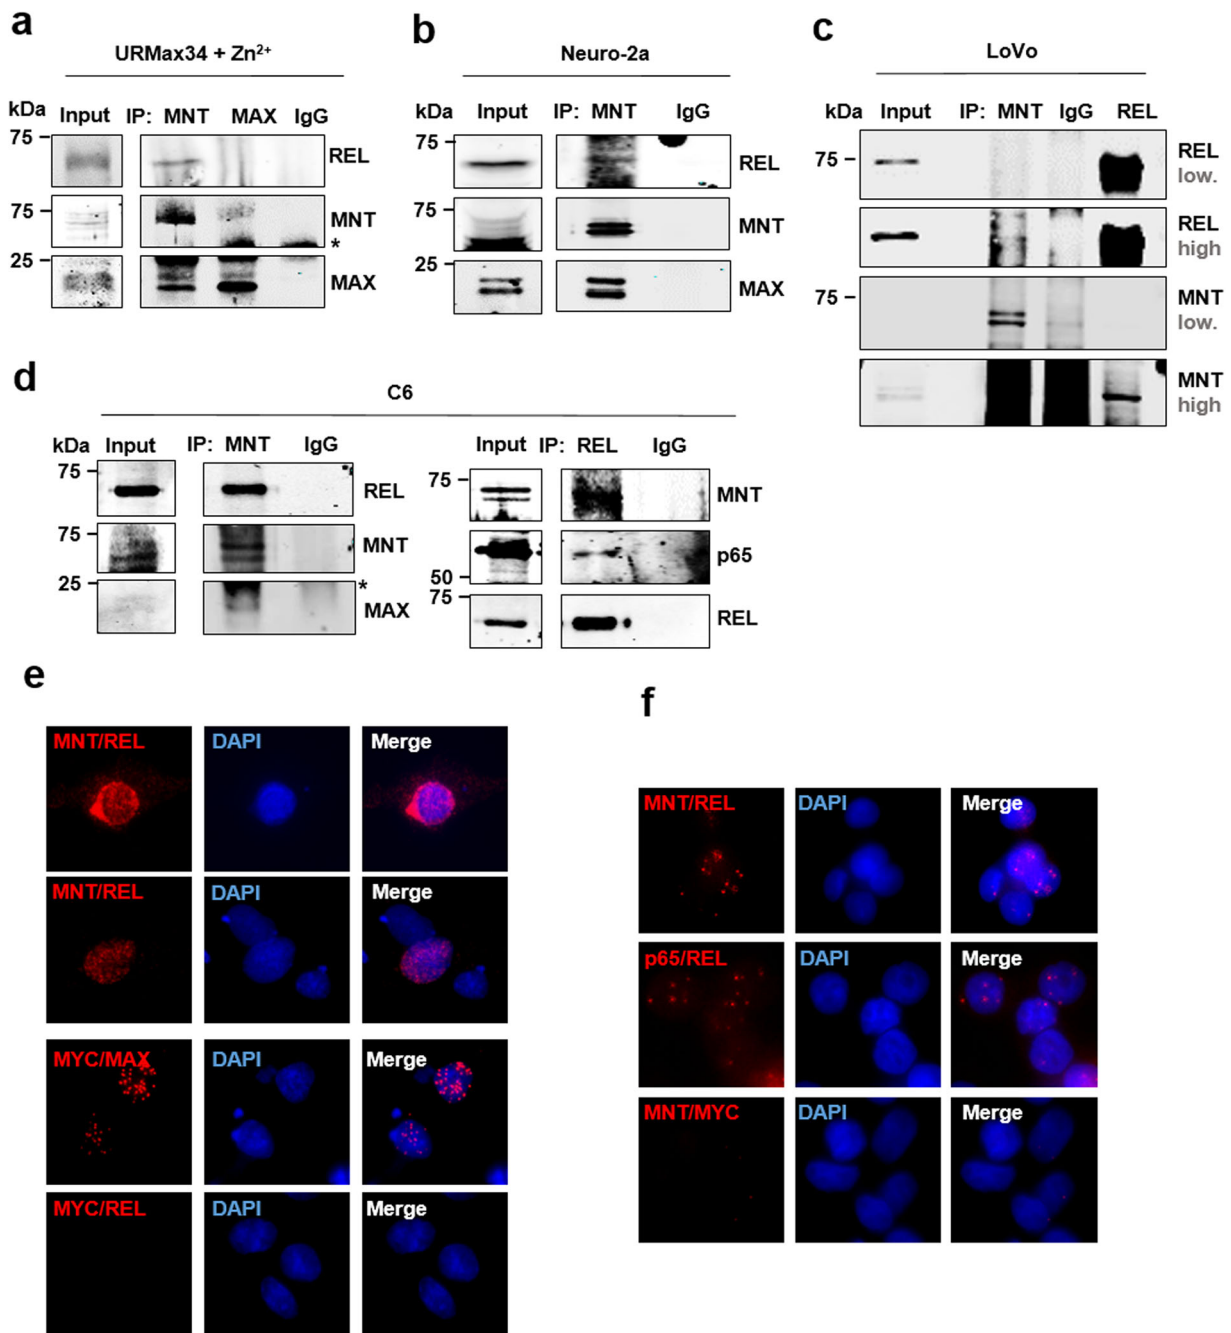 a
URMax34 + Zn²⁺
kDa Input IP: MNT MAX IgG
75
REL
75
MNT
*
25
MAX
b
Neuro-2a
kDa Input IP: MNT IgG
75
REL
75
MNT
25
MAX
c
LoVo
kDa Input IP: MNT IgG REL
75
REL
low.
REL
high
75
MNT
low.
MNT
high
d
C6
kDa Input IP: MNT IgG
75
REL
75
MNT
25
*
MAX
Input IP: REL IgG
75
MNT
p65
50
75
REL
e
MNT/REL DAPI Merge
MNT/REL DAPI Merge
MYC/MAX DAPI Merge
MYC/REL DAPI Merge
f
MNT/REL DAPI Merge
p65/REL DAPI Merge
MNT/MYC DAPI Merge